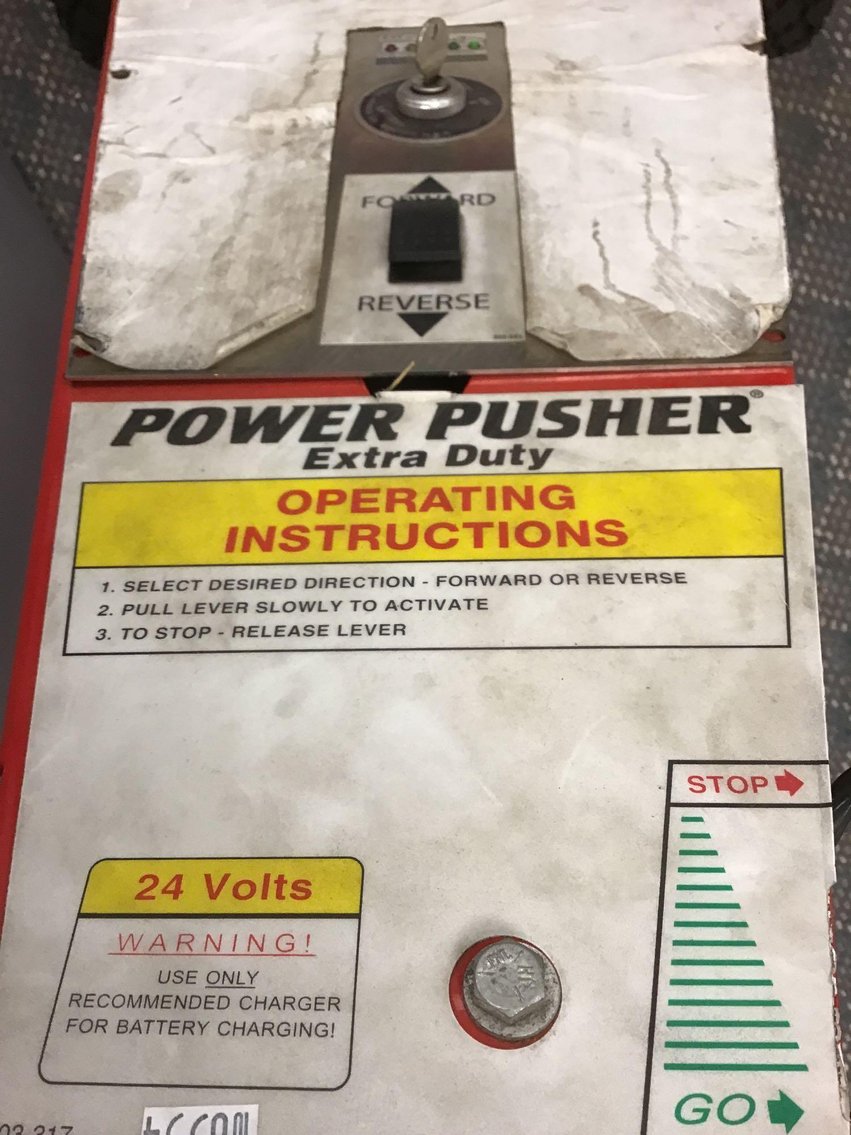 FORWARD
REVERSE
POWER PUSHER®
Extra Duty
OPERATING
INSTRUCTIONS
1. SELECT DESIRED DIRECTION - FORWARD OR REVERSE
2. PULL LEVER SLOWLY TO ACTIVATE
3. TO STOP - RELEASE LEVER
STOP
24 Volts
WARNING!
USE ONLY
RECOMMENDED CHARGER
FOR BATTERY CHARGING!
GO